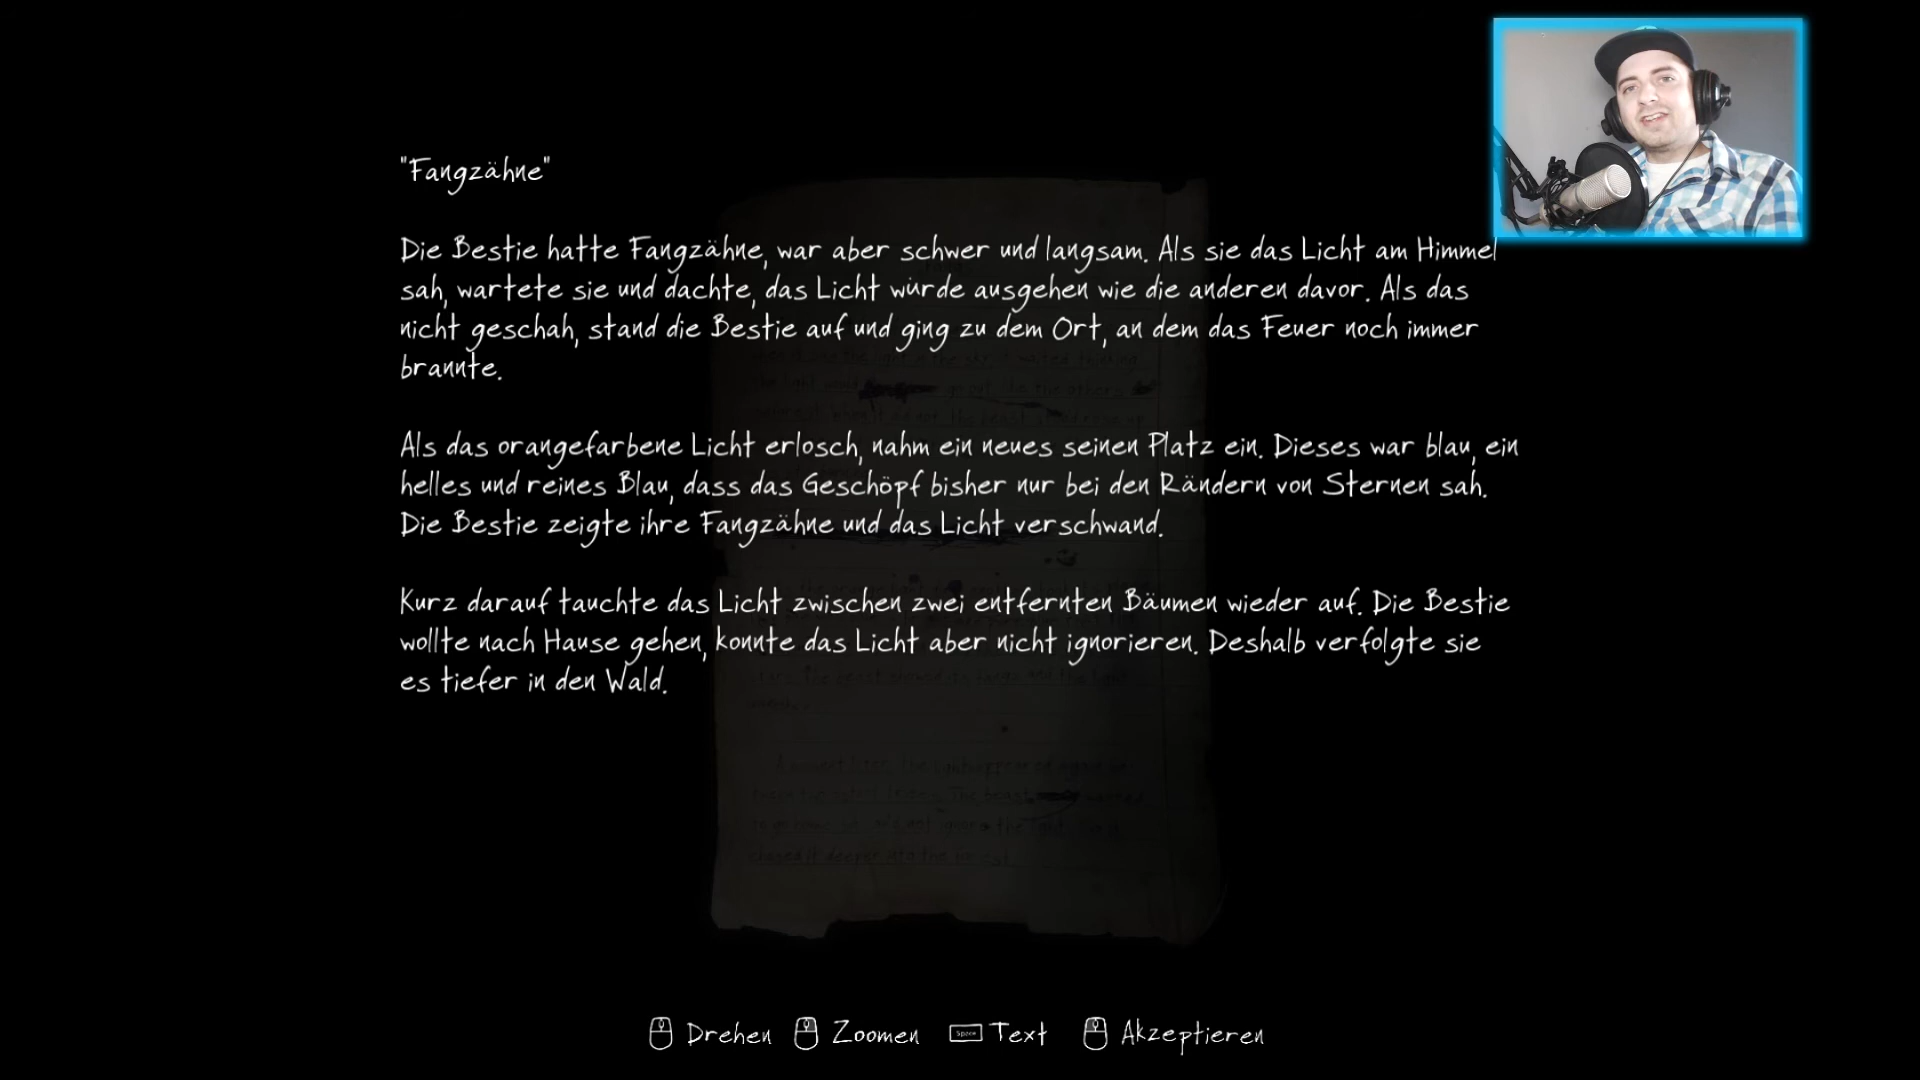 "Fangzähne"
Die Bestie hatte Fangzähne, war aber schwer und langsam. Als sie das Licht am Himmel
sah, wartete sie und dachte, das Licht würde ausgehen wie die anderen davor. Als das
nicht geschah, stand die Bestie auf und ging zu dem Ort, an dem das Feuer noch immer
brannte.
Als das orangefarbene Licht erlosch, nahm ein neues seinen Platz ein. Dieses war blau, ein
helles und reines Blau, dass das Geschöpf bisher nur bei den Rändern von Sternen sah.
Die Bestie zeigte ihre Fangzähne und das Licht verschwand.
Kurz darauf tauchte das Licht zwischen zwei entfernten Bäumen wieder auf. Die Bestie
wollte nach Hause gehen, konnte das Licht aber nicht ignorieren. Deshalb verfolgte sie
es tiefer in den Wald.
Drehen Zoomen Space Text Akzeptieren